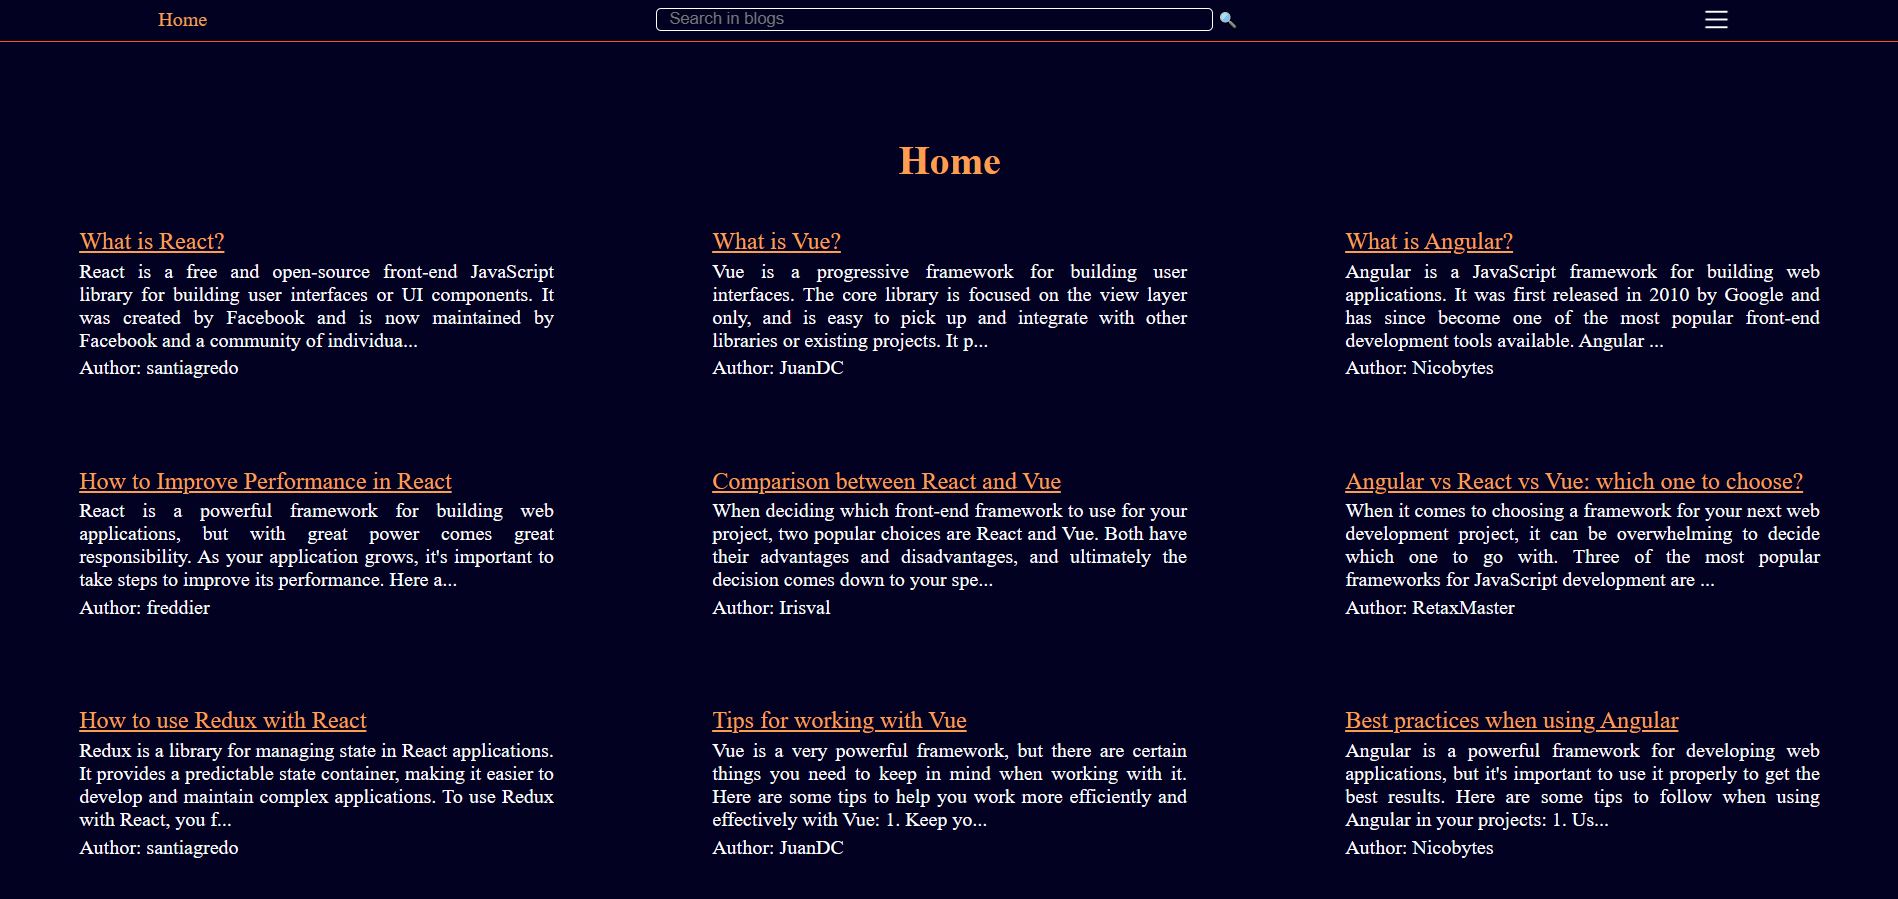 Home
Search in blogs
Home
What is React?
React is a free and open-source front-end JavaScript
library for building user interfaces or UI components. It
was created by Facebook and is now maintained by
Facebook and a community of individua...
Author: santiagredo
What is Vue?
Vue is a progressive framework for building user
interfaces. The core library is focused on the view layer
only, and is easy to pick up and integrate with other
libraries or existing projects. It p...
Author: JuanDC
What is Angular?
Angular is a JavaScript framework for building web
applications. It was first released in 2010 by Google and
has since become one of the most popular front-end
development tools available. Angular ...
Author: Nicobytes
How to Improve Performance in React
React is a powerful framework for building web
applications, but with great power comes great
responsibility. As your application grows, it's important to
take steps to improve its performance. Here a...
Author: freddier
Comparison between React and Vue
When deciding which front-end framework to use for your
project, two popular choices are React and Vue. Both have
their advantages and disadvantages, and ultimately the
decision comes down to your spe...
Author: Irisval
Angular vs React vs Vue: which one to choose?
When it comes to choosing a framework for your next web
development project, it can be overwhelming to decide
which one to go with. Three of the most popular
frameworks for JavaScript development are ...
Author: RetaxMaster
How to use Redux with React
Redux is a library for managing state in React applications.
It provides a predictable state container, making it easier to
develop and maintain complex applications. To use Redux
with React, you f...
Author: santiagredo
Tips for working with Vue
Vue is a very powerful framework, but there are certain
things you need to keep in mind when working with it.
Here are some tips to help you work more efficiently and
effectively with Vue: 1. Keep yo...
Author: JuanDC
Best practices when using Angular
Angular is a powerful framework for developing web
applications, but it's important to use it properly to get the
best results. Here are some tips to follow when using
Angular in your projects: 1. Us...
Author: Nicobytes